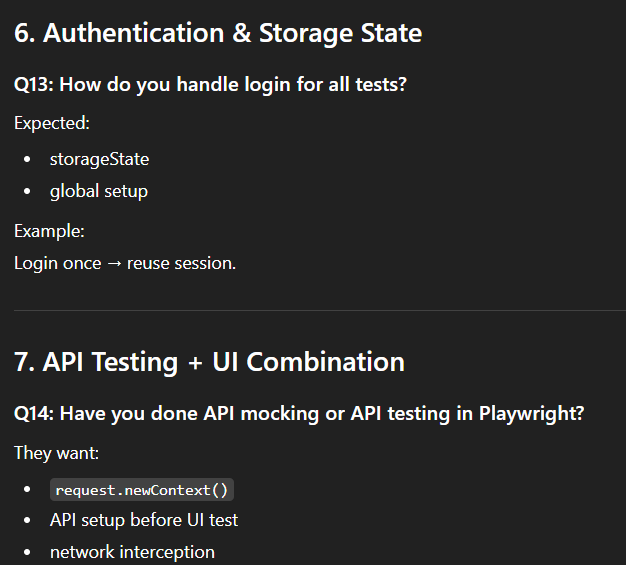 6. Authentication & Storage State
Q13: How do you handle login for all tests?
Expected:
• storageState
• global setup
Example:
Login once → reuse session.
7. API Testing + UI Combination
Q14: Have you done API mocking or API testing in Playwright?
They want:
• request.newContext()
• API setup before UI test
• network interception